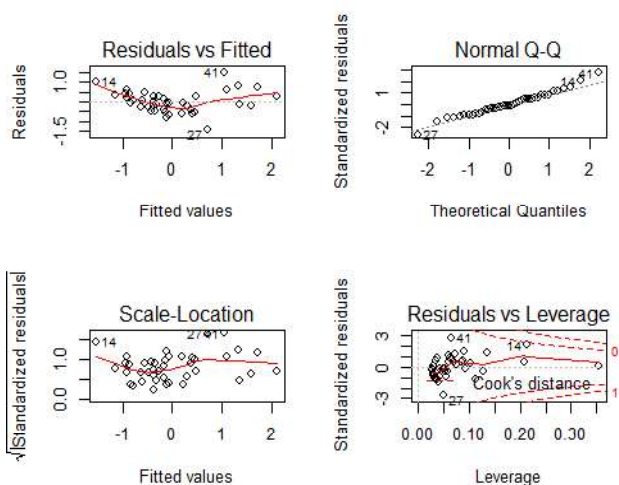 Residuals vs Fitted
Residuals
1.0
-1.5
14
41
27
-1 0 1 2
Fitted values
Normal Q-Q
Standardized residuals
1
-2
27
14
41
-2 -1 0 1 2
Theoretical Quantiles
Scale-Location
√|Standardized residuals|
1.0
0.0
14
27
41
-1 0 1 2
Fitted values
Residuals vs Leverage
Standardized residuals
3
0
-3
41
14
27
Cook's distance
0
1
0.00 0.10 0.20 0.30
Leverage